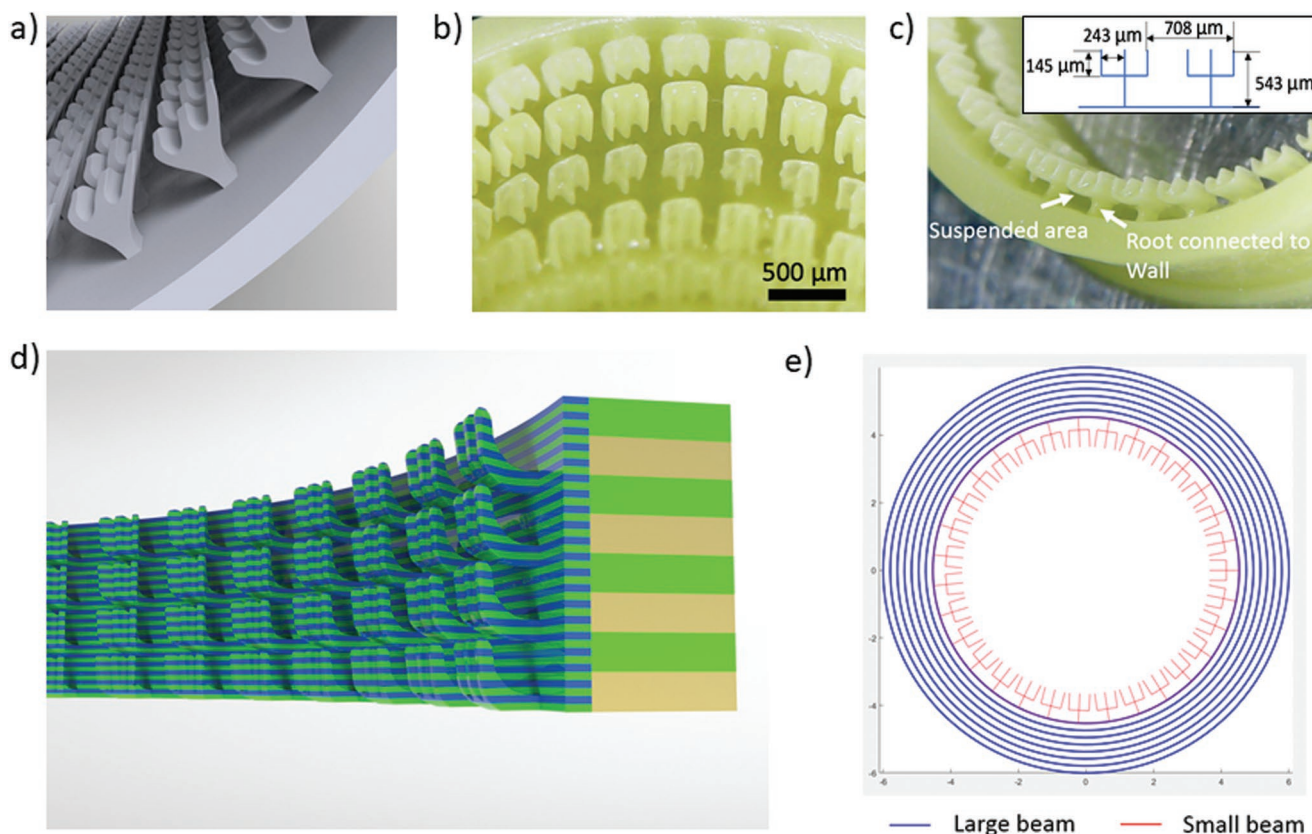 a)
b)
500 μm
c)
243 μm
708 μm
145 μm
543 μm
Suspended area
Root connected to
Wall
d)
e)
4
2
0
-2
-4
-6
-6
-4
-2
0
2
4
6
Large beam
Small beam